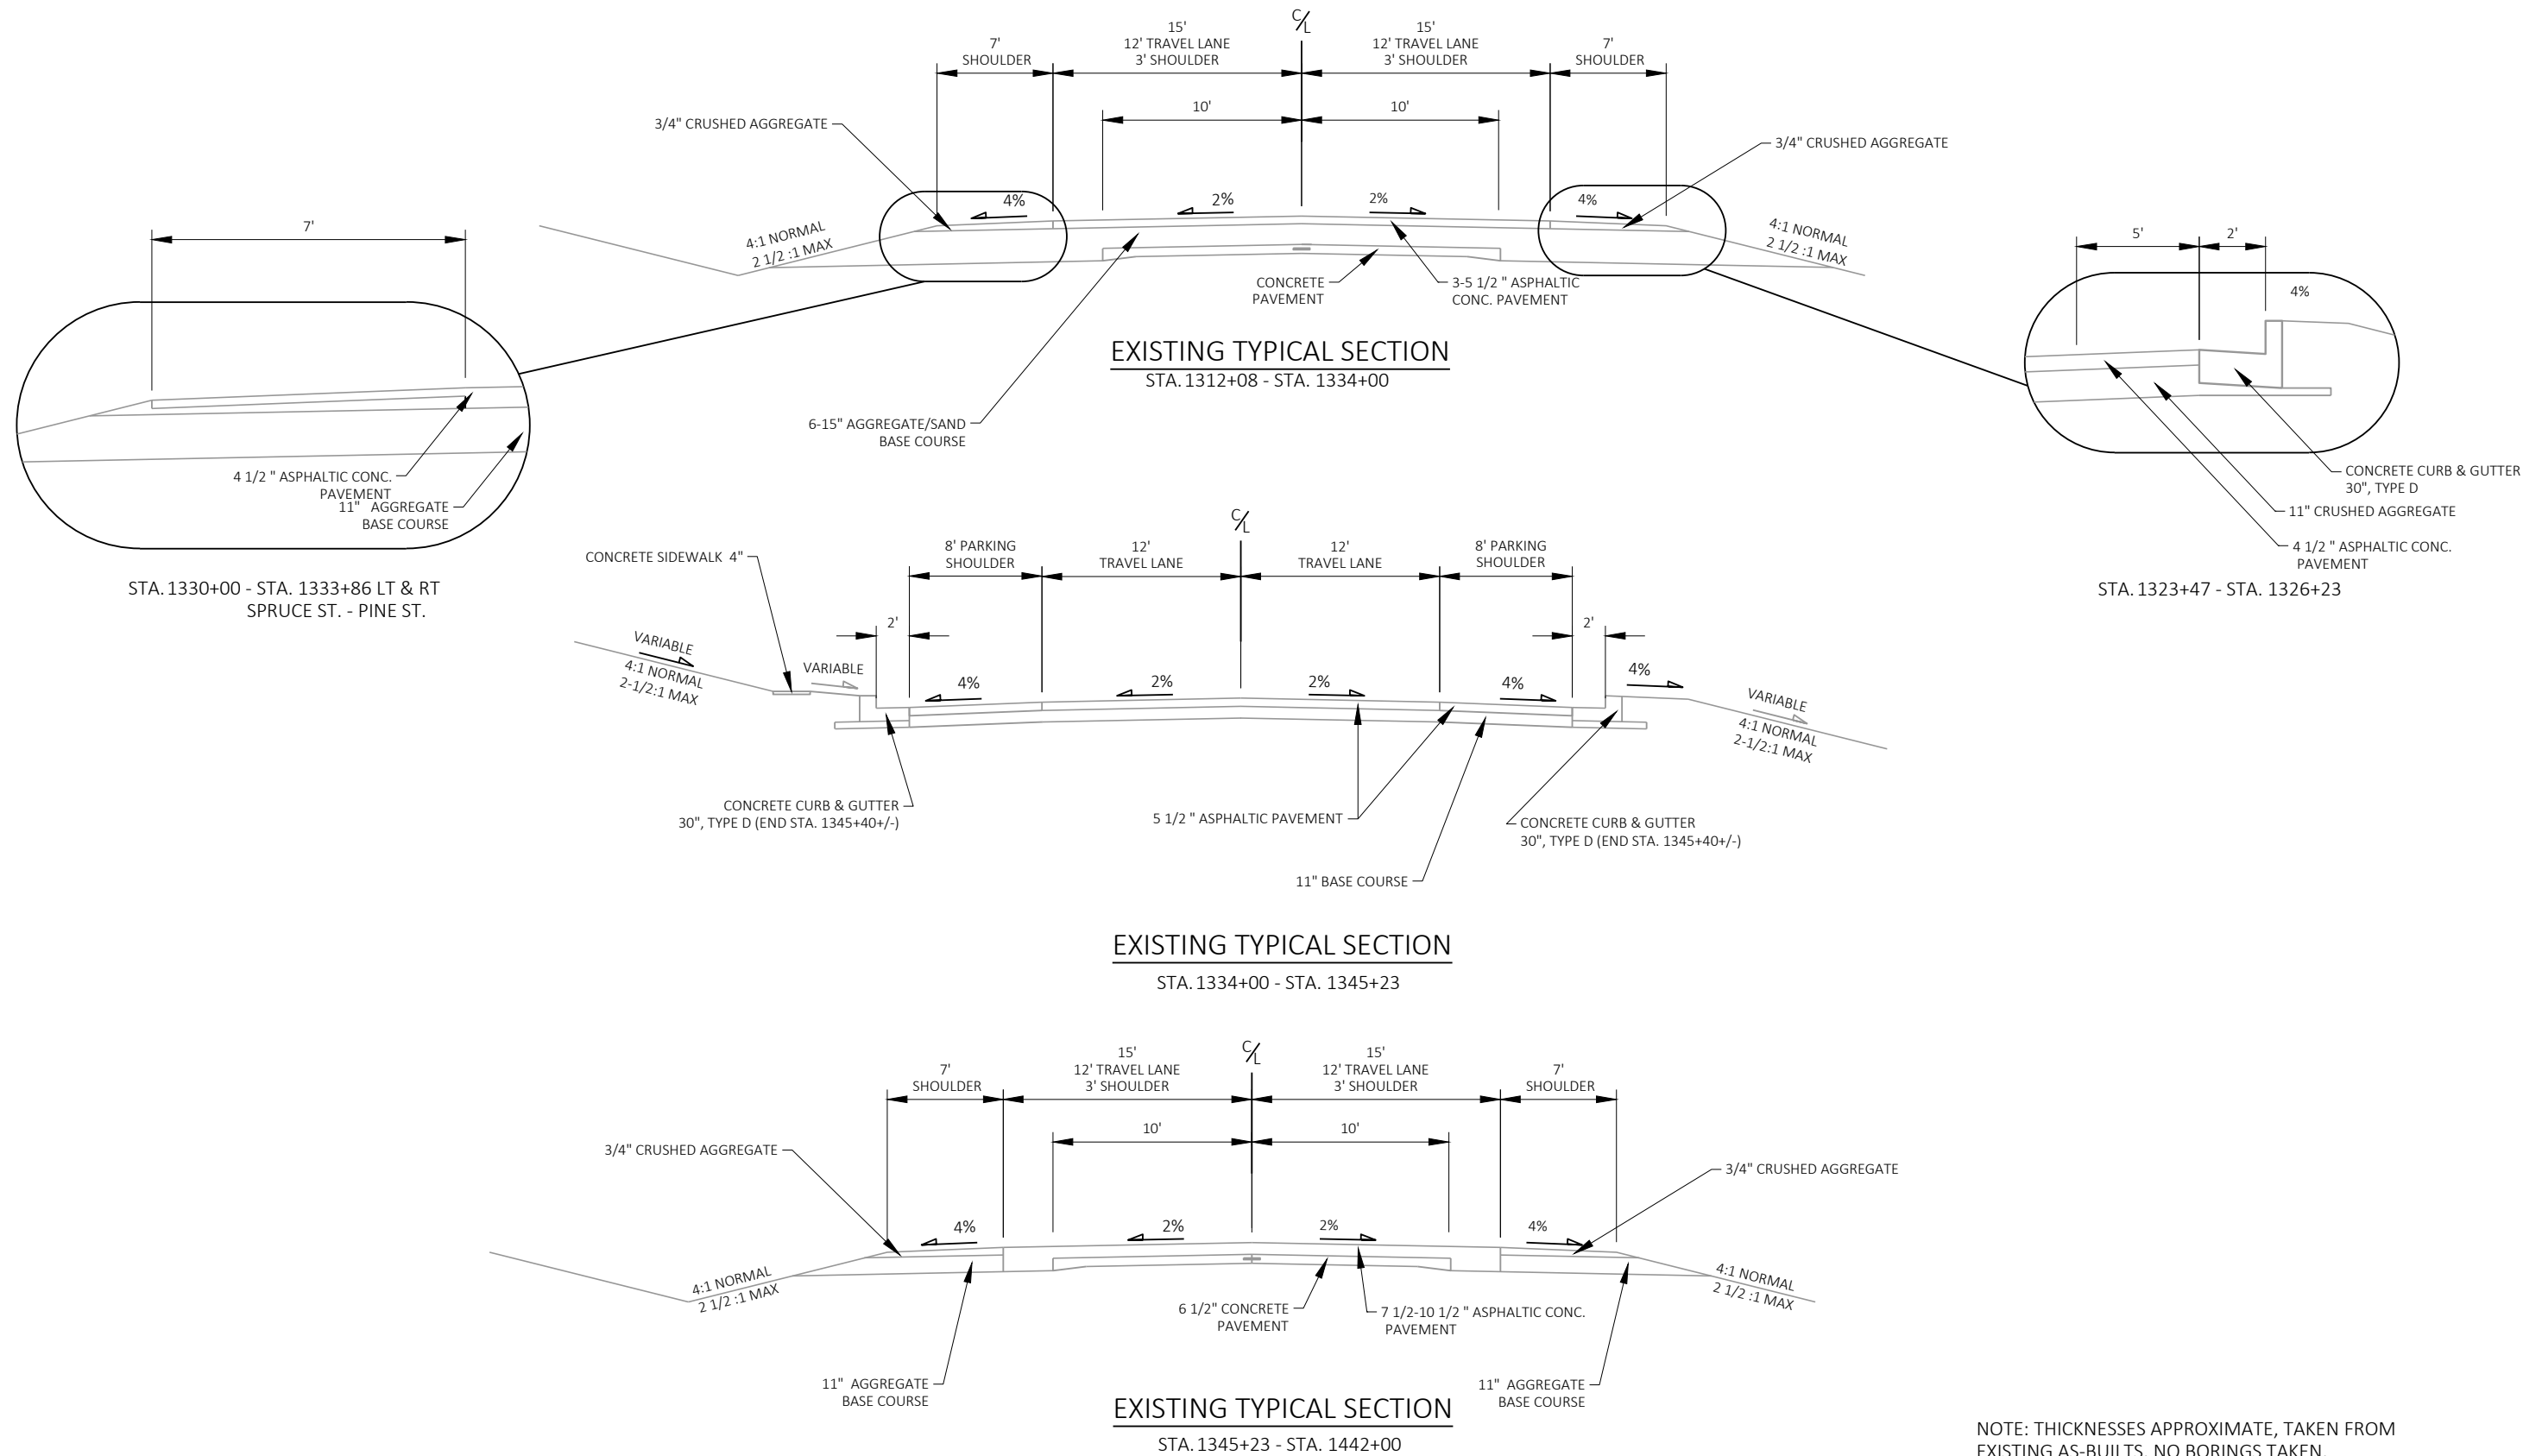 C/L
15'
12' TRAVEL LANE
3' SHOULDER
15'
12' TRAVEL LANE
3' SHOULDER
7'
SHOULDER
7'
SHOULDER
10'
10'
3/4" CRUSHED AGGREGATE
3/4" CRUSHED AGGREGATE
4%
2%
2%
4%
4:1 NORMAL
2 1/2 :1 MAX
4:1 NORMAL
2 1/2 :1 MAX
CONCRETE
PAVEMENT
3-5 1/2 " ASPHALTIC
CONC. PAVEMENT
6-15" AGGREGATE/SAND
BASE COURSE
EXISTING TYPICAL SECTION
STA. 1312+08 - STA. 1334+00
7'
4 1/2 " ASPHALTIC CONC.
PAVEMENT
11" AGGREGATE
BASE COURSE
STA. 1330+00 - STA. 1333+86 LT & RT
SPRUCE ST. - PINE ST.
5'
2'
4%
CONCRETE CURB & GUTTER
30", TYPE D
11" CRUSHED AGGREGATE
4 1/2 " ASPHALTIC CONC.
PAVEMENT
STA. 1323+47 - STA. 1326+23
C/L
8' PARKING
SHOULDER
12'
TRAVEL LANE
12'
TRAVEL LANE
8' PARKING
SHOULDER
CONCRETE SIDEWALK 4"
2'
2'
VARIABLE
4:1 NORMAL
2-1/2:1 MAX
VARIABLE
4%
2%
2%
4%
4%
VARIABLE
4:1 NORMAL
2-1/2:1 MAX
CONCRETE CURB & GUTTER
30", TYPE D (END STA. 1345+40+/-)
5 1/2 " ASPHALTIC PAVEMENT
CONCRETE CURB & GUTTER
30", TYPE D (END STA. 1345+40+/-)
11" BASE COURSE
EXISTING TYPICAL SECTION
STA. 1334+00 - STA. 1345+23
C/L
15'
12' TRAVEL LANE
3' SHOULDER
15'
12' TRAVEL LANE
3' SHOULDER
7'
SHOULDER
7'
SHOULDER
10'
10'
3/4" CRUSHED AGGREGATE
3/4" CRUSHED AGGREGATE
4%
2%
2%
4%
4:1 NORMAL
2 1/2 :1 MAX
4:1 NORMAL
2 1/2 :1 MAX
6 1/2" CONCRETE
PAVEMENT
7 1/2-10 1/2 " ASPHALTIC CONC.
PAVEMENT
11" AGGREGATE
BASE COURSE
11" AGGREGATE
BASE COURSE
EXISTING TYPICAL SECTION
STA. 1345+23 - STA. 1442+00
NOTE: THICKNESSES APPROXIMATE, TAKEN FROM
EXISTING AS-BUILTS. NO BORINGS TAKEN.